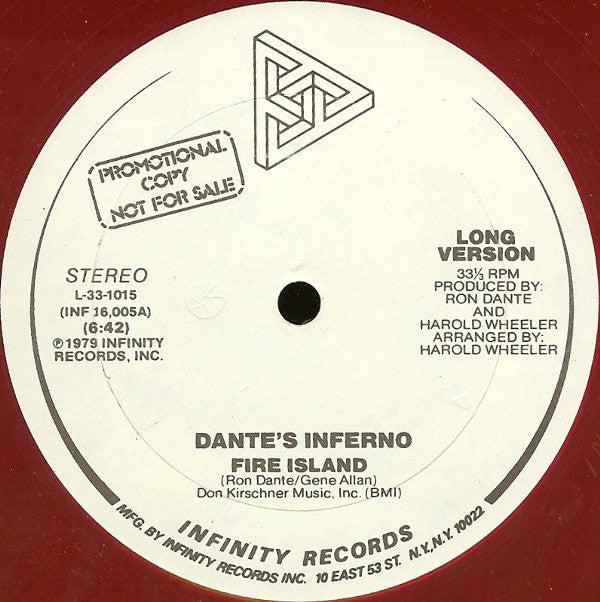 PROMOTIONAL
COPY
NOT FOR SALE
STEREO
L-33-1015
(INF 16,005A)
(6:42)
℗1979 INFINITY
RECORDS, INC.
LONG
VERSION
33⅓ RPM
PRODUCED BY:
RON DANTE
AND
HAROLD WHEELER
ARRANGED BY:
HAROLD WHEELER
DANTE'S INFERNO
FIRE ISLAND
(Ron Dante/Gene Allan)
Don Kirschner Music, Inc. (BMI)
INFINITY RECORDS
MFG. BY INFINITY RECORDS INC. 10 EAST 53 ST. N.Y., N.Y. 10022